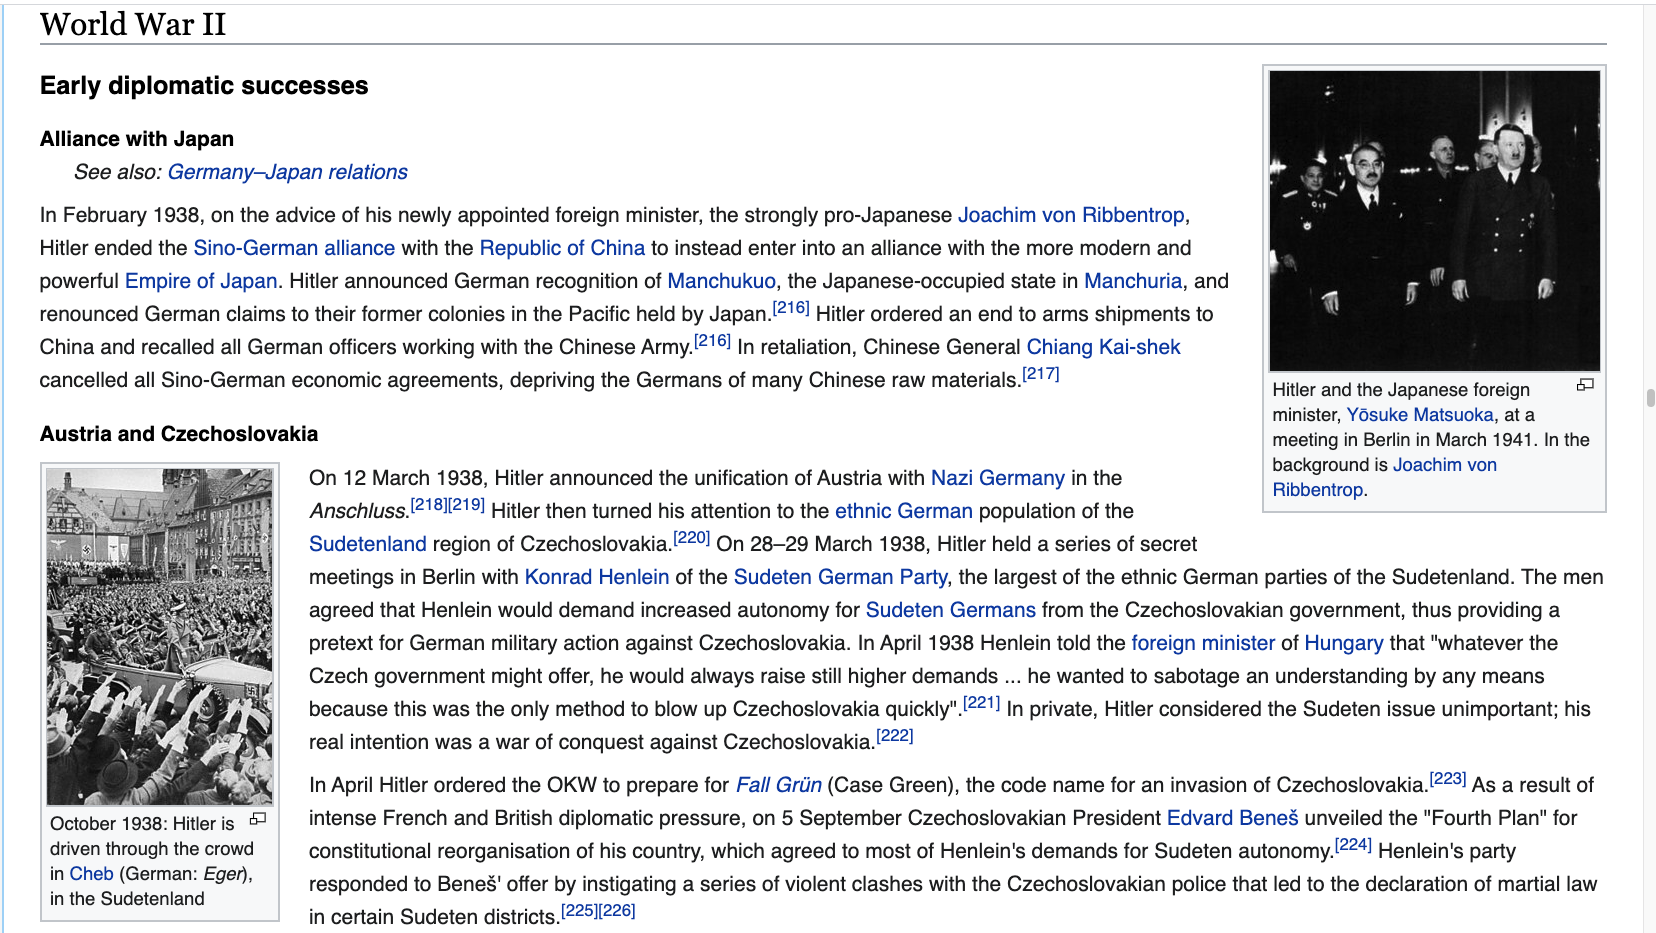 World War II
Early diplomatic successes
Alliance with Japan
See also: Germany–Japan relations
In February 1938, on the advice of his newly appointed foreign minister, the strongly pro-Japanese Joachim von Ribbentrop,
Hitler ended the Sino-German alliance with the Republic of China to instead enter into an alliance with the more modern and
powerful Empire of Japan. Hitler announced German recognition of Manchukuo, the Japanese-occupied state in Manchuria, and
renounced German claims to their former colonies in the Pacific held by Japan.[216] Hitler ordered an end to arms shipments to
China and recalled all German officers working with the Chinese Army.[216] In retaliation, Chinese General Chiang Kai-shek
cancelled all Sino-German economic agreements, depriving the Germans of many Chinese raw materials.[217]
Hitler and the Japanese foreign
minister, Yōsuke Matsuoka, at a
meeting in Berlin in March 1941. In the
background is Joachim von
Ribbentrop.
Austria and Czechoslovakia
October 1938: Hitler is
driven through the crowd
in Cheb (German: Eger),
in the Sudetenland
On 12 March 1938, Hitler announced the unification of Austria with Nazi Germany in the
Anschluss.[218][219] Hitler then turned his attention to the ethnic German population of the
Sudetenland region of Czechoslovakia.[220] On 28–29 March 1938, Hitler held a series of secret
meetings in Berlin with Konrad Henlein of the Sudeten German Party, the largest of the ethnic German parties of the Sudetenland. The men
agreed that Henlein would demand increased autonomy for Sudeten Germans from the Czechoslovakian government, thus providing a
pretext for German military action against Czechoslovakia. In April 1938 Henlein told the foreign minister of Hungary that "whatever the
Czech government might offer, he would always raise still higher demands ... he wanted to sabotage an understanding by any means
because this was the only method to blow up Czechoslovakia quickly".[221] In private, Hitler considered the Sudeten issue unimportant; his
real intention was a war of conquest against Czechoslovakia.[222]
In April Hitler ordered the OKW to prepare for Fall Grün (Case Green), the code name for an invasion of Czechoslovakia.[223] As a result of
intense French and British diplomatic pressure, on 5 September Czechoslovakian President Edvard Beneš unveiled the "Fourth Plan" for
constitutional reorganisation of his country, which agreed to most of Henlein's demands for Sudeten autonomy.[224] Henlein's party
responded to Beneš' offer by instigating a series of violent clashes with the Czechoslovakian police that led to the declaration of martial law
in certain Sudeten districts.[225][226]